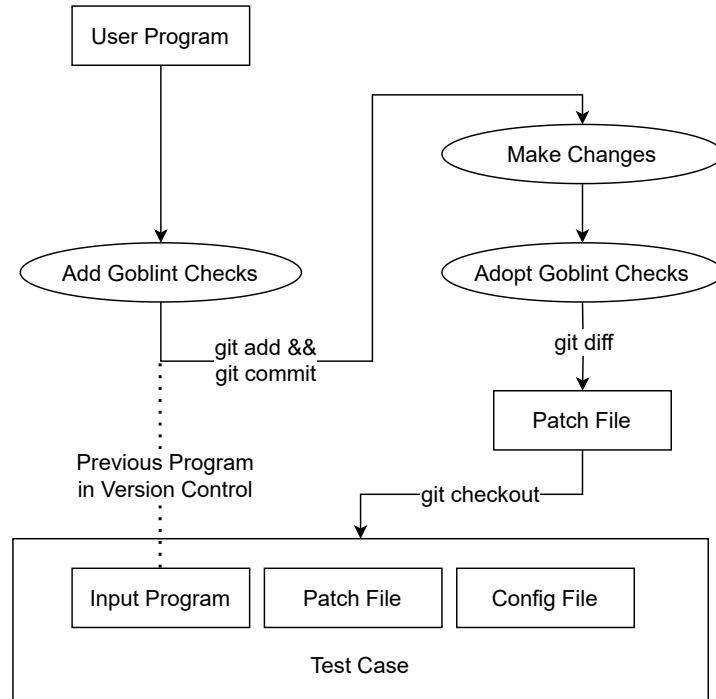 User Program
Make Changes
Add Goblint Checks
Adopt Goblint Checks
git add &&
git commit
git diff
Patch File
Previous Program
in Version Control
git checkout
Input Program
Patch File
Config File
Test Case